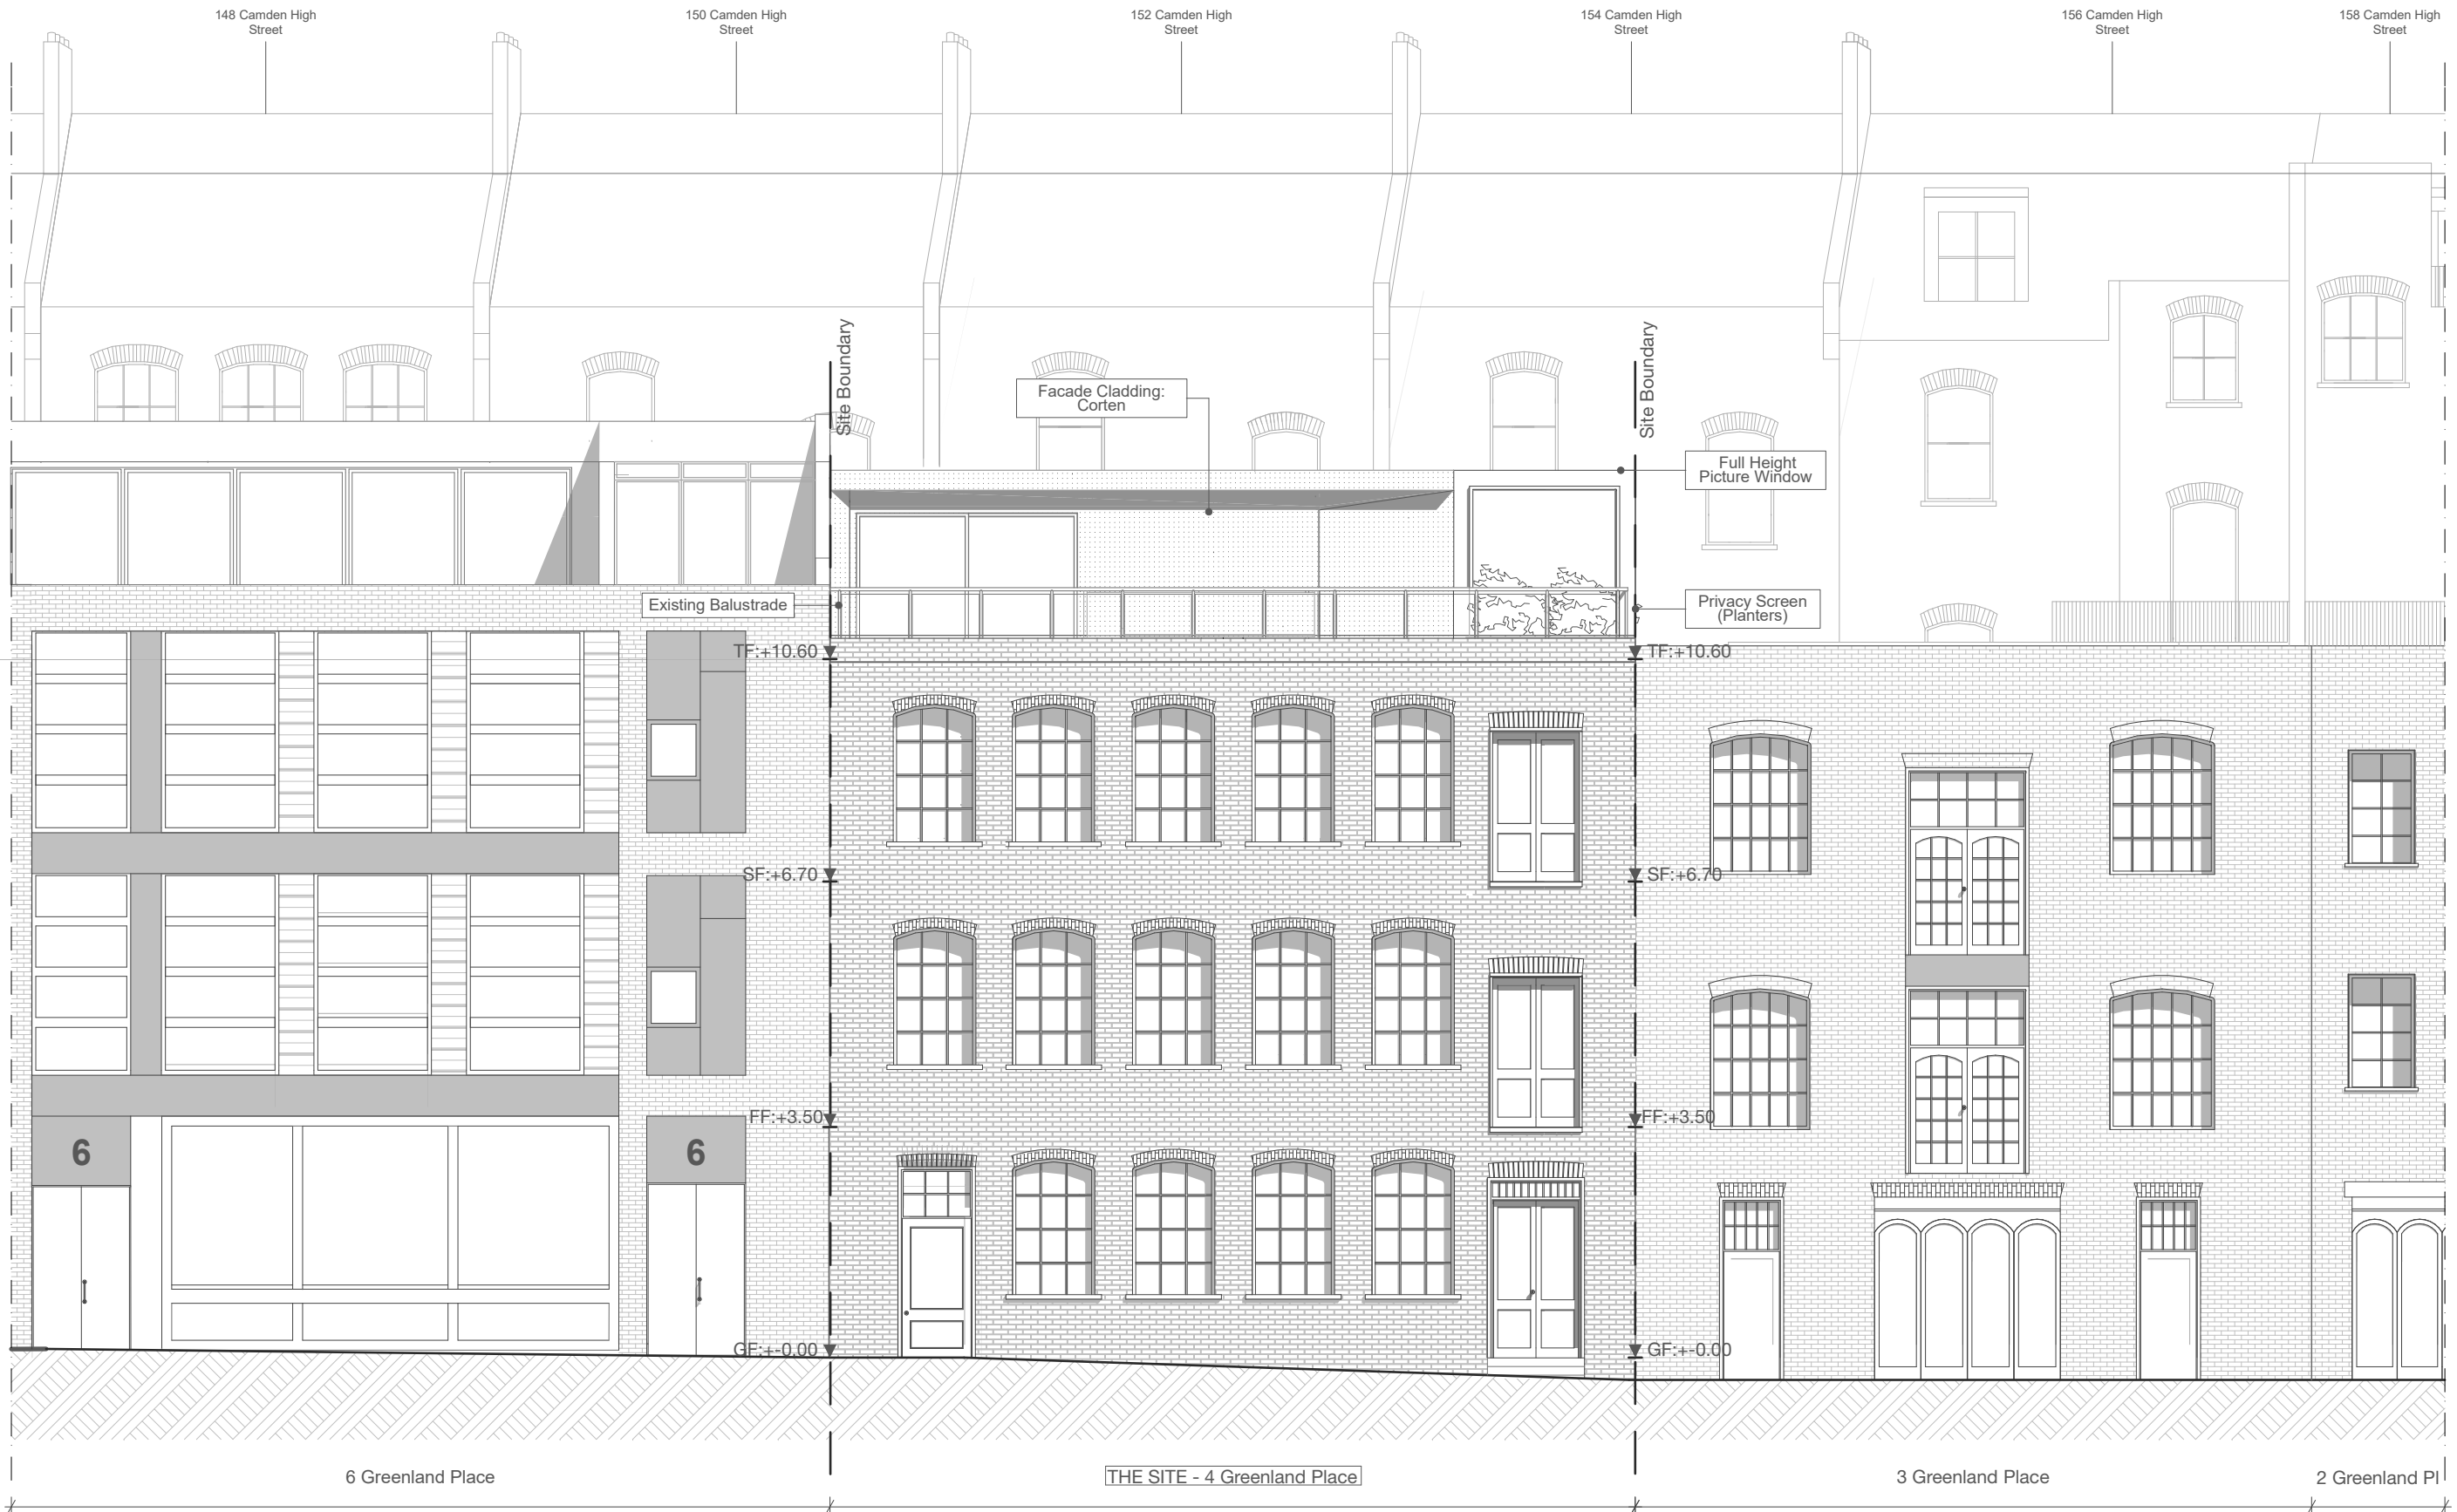 148 Camden High
Street
150 Camden High
Street
152 Camden High
Street
154 Camden High
Street
156 Camden High
Street
158 Camden High
Street
Site Boundary
Site Boundary
Facade Cladding:
Corten
Full Height
Picture Window
Existing Balustrade
Privacy Screen
(Planters)
TF:+10.60
TF:+10.60
SF:+6.70
SF:+6.70
FF:+3.50
FF:+3.50
6
6
GF:+-0.00
GF:+-0.00
6 Greenland Place
THE SITE - 4 Greenland Place
3 Greenland Place
2 Greenland Pl